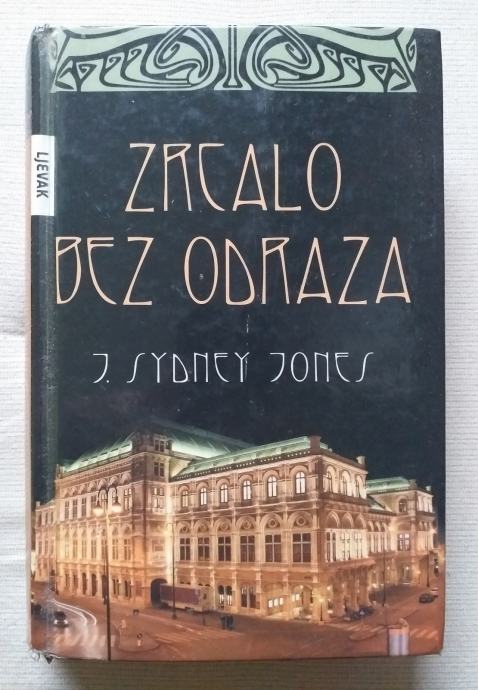 LJEVAK
ZRCALO
BEZ ODRAZA
J. SYDNEY JONES